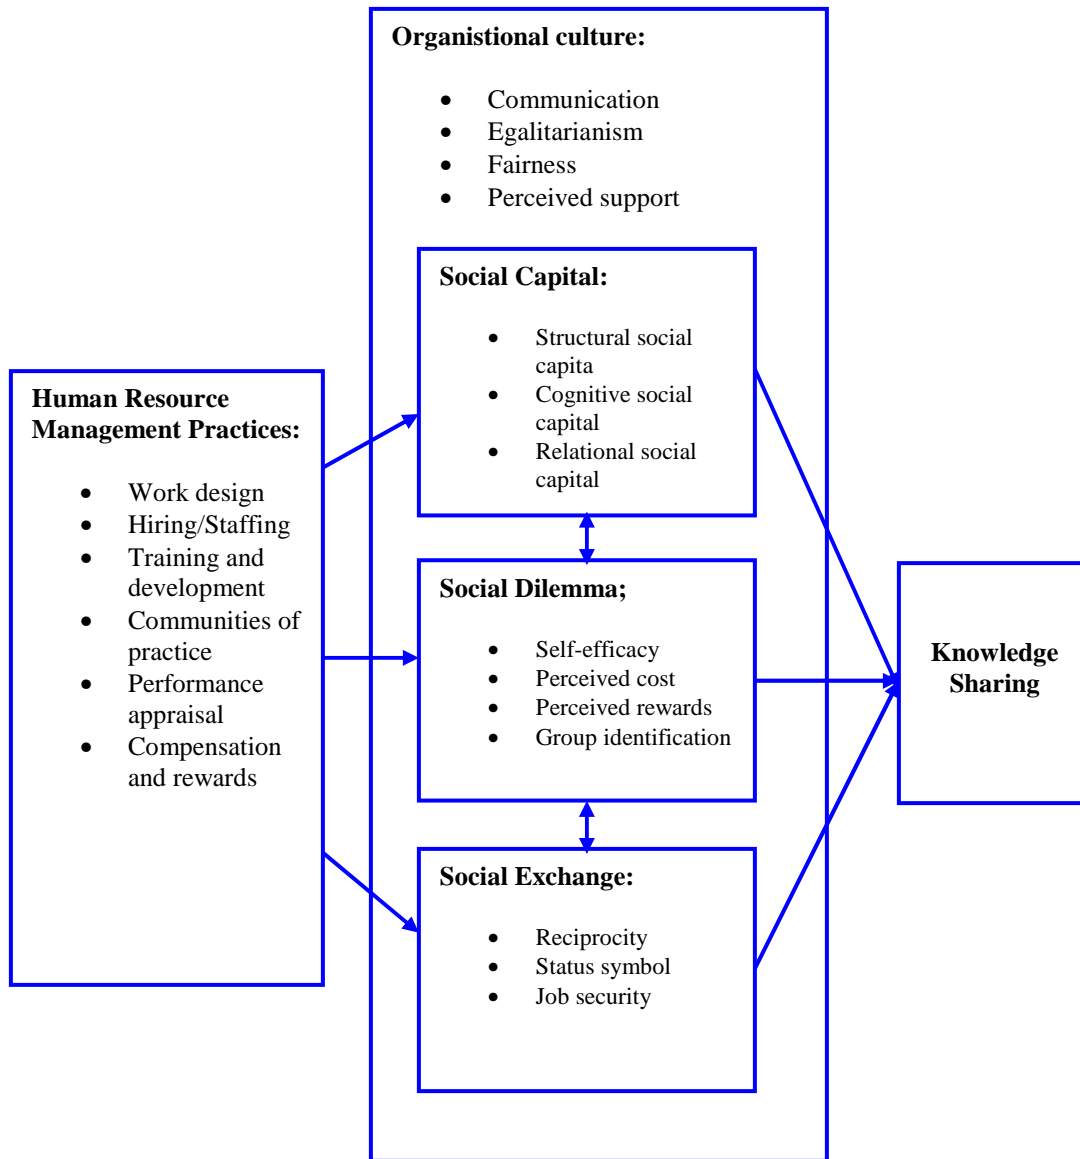 Organistional culture:
• Communication
• Egalitarianism
• Fairness
• Perceived support
Social Capital:
• Structural social
capita
• Cognitive social
capital
• Relational social
capital
Human Resource
Management Practices:
• Work design
• Hiring/Staffing
• Training and
development
• Communities of
practice
• Performance
appraisal
• Compensation
and rewards
Social Dilemma;
• Self-efficacy
• Perceived cost
• Perceived rewards
• Group identification
Social Exchange:
• Reciprocity
• Status symbol
• Job security
Knowledge
Sharing